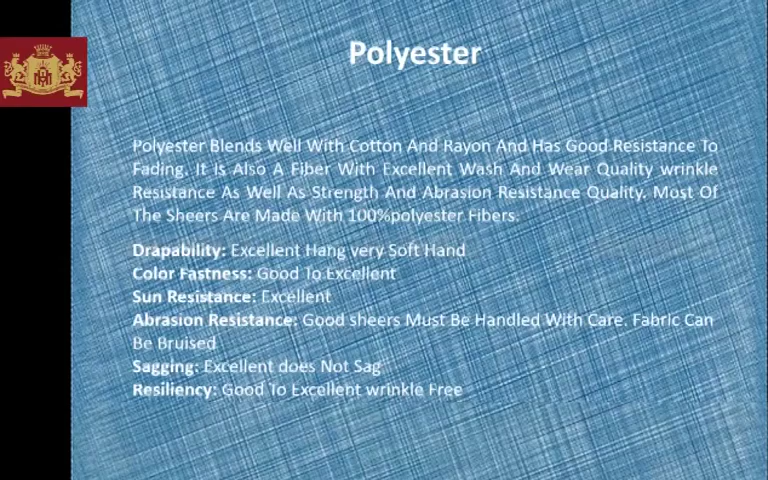 Polyester
Polyester Blends Well With Cotton And Rayon And Has Good Resistance To
Fading. It Is Also A Fiber With Excellent Wash And Wear Quality wrinkle
Resistance As Well As Strength And Abrasion Resistance Quality. Most Of
The Sheers Are Made With 100%polyester Fibers.
Drapability: Excellent Hang very Soft Hand
Color Fastness: Good To Excellent
Sun Resistance: Excellent
Abrasion Resistance: Good sheers Must Be Handled With Care. Fabric Can
Be Bruised
Sagging: Excellent does Not Sag
Resiliency: Good To Excellent wrinkle Free